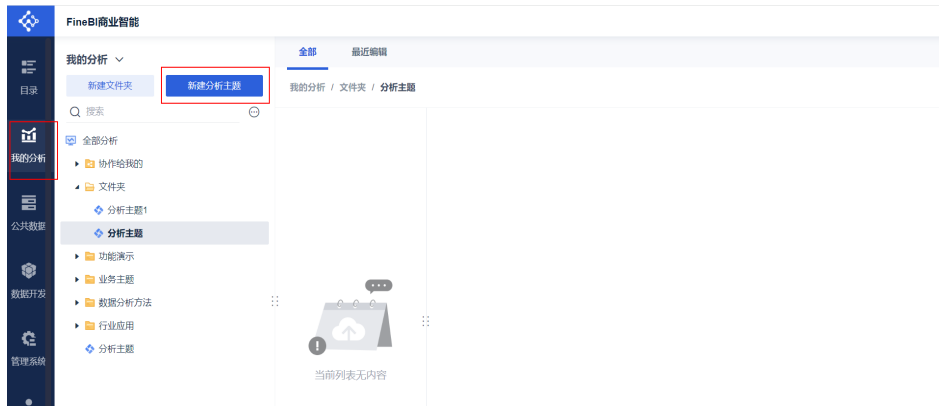 FineBI商业智能
目录
我的分析
公共数据
数据开发
管理系统
我的分析
新建文件夹
新建分析主题
搜索
全部分析
协作给我的
文件夹
分析主题1
分析主题
功能演示
业务主题
数据分析方法
行业应用
分析主题
全部
最近编辑
我的分析 / 文件夹 / 分析主题
当前列表无内容